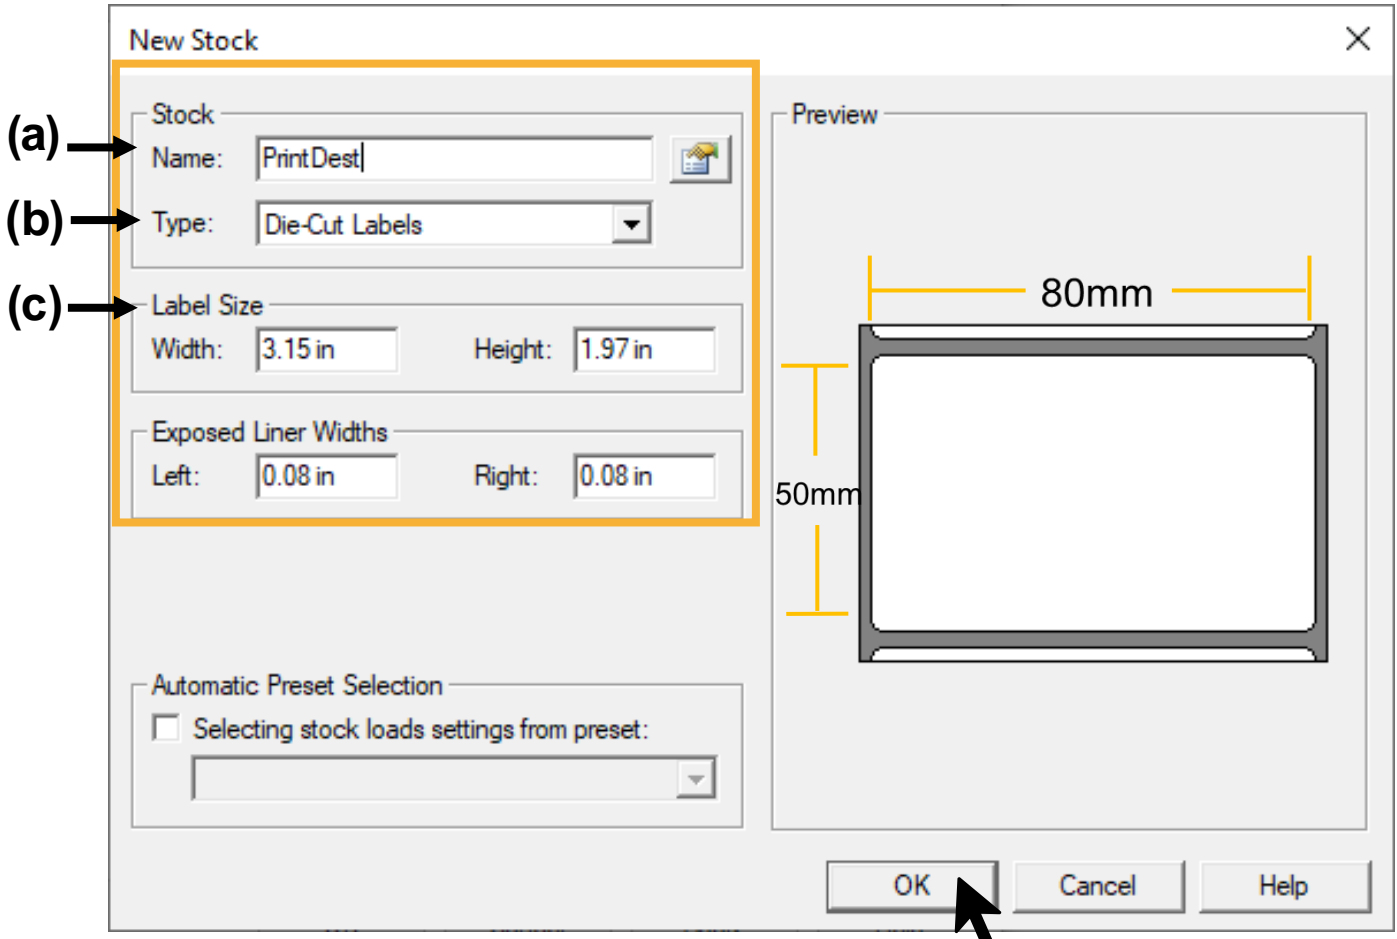 New Stock
Stock
Preview
(a)
Name: PrintDest
(b)
Type: Die-Cut Labels
80mm
(c)
Label Size
Width: 3.15 in Height: 1.97 in
Exposed Liner Widths
Left: 0.08 in Right: 0.08 in
50mm
Automatic Preset Selection
Selecting stock loads settings from preset:
OK Cancel Help